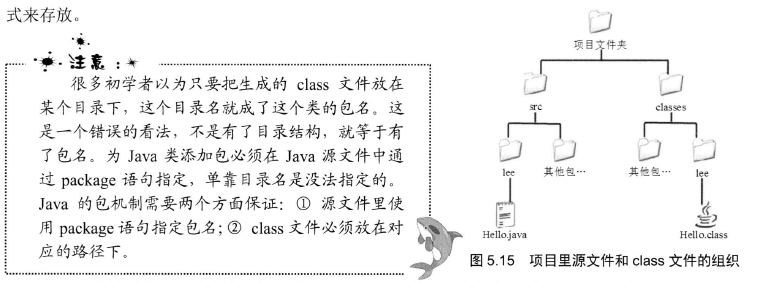 式来存放。
注意：
很多初学者以为只要把生成的 class 文件放在
某个目录下，这个目录名就成了这个类的包名。这
是一个错误的看法，不是有了目录结构，就等于有
了包名。为 Java 类添加包必须在 Java 源文件中通
过 package 语句指定，单靠目录名是没法指定的。
Java 的包机制需要两个方面保证：① 源文件里使
用 package 语句指定包名；② class 文件必须放在对
应的路径下。
项目文件夹
src
classes
lee
其他包…
其他包…
lee
Hello.java
Hello.class
图 5.15 项目里源文件和 class 文件的组织